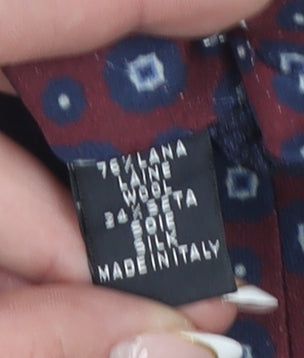 76%LANA
LAINE
WOOL
24%SETA
SOIE
SILK
MADE IN ITALY